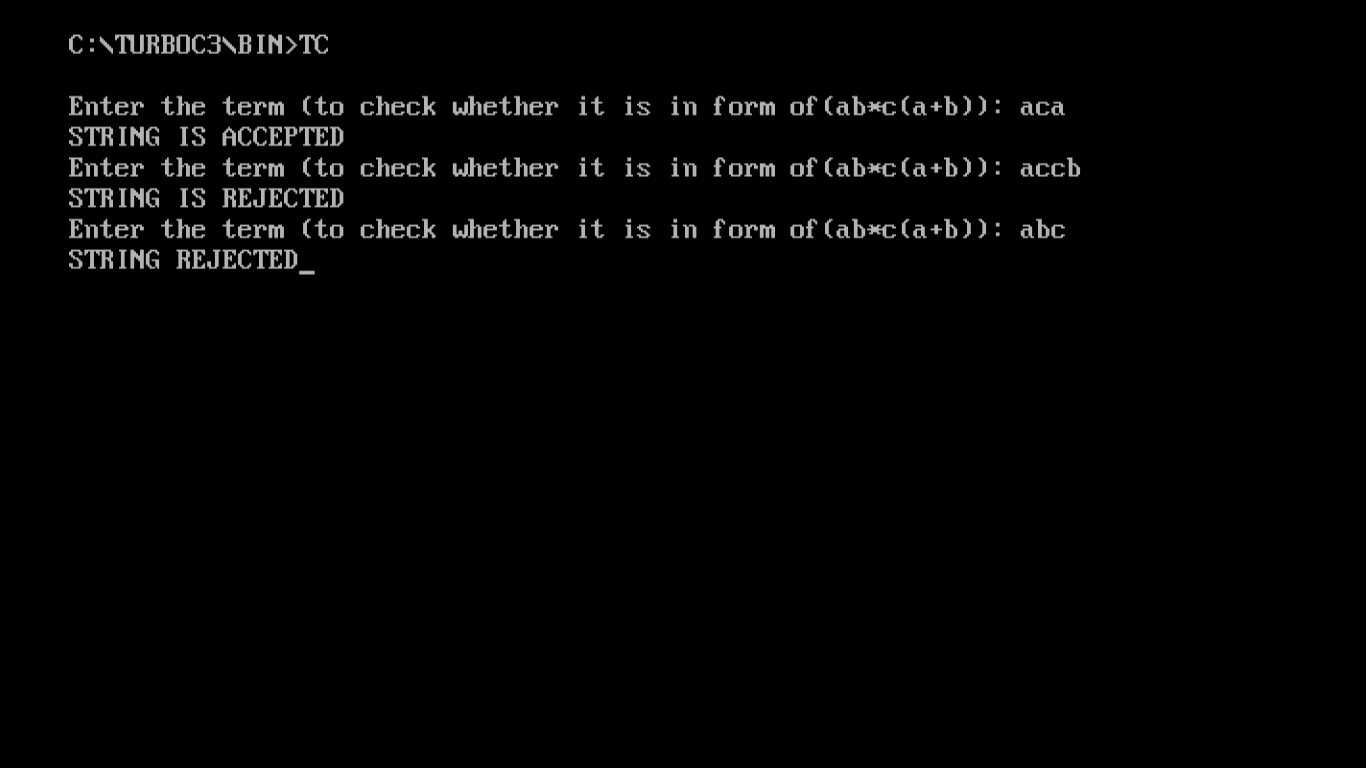 C:\TURBOC3\BIN>TC
Enter the term (to check whether it is in form of(ab*c(a+b)): aca
STRING IS ACCEPTED
Enter the term (to check whether it is in form of(ab*c(a+b)): accb
STRING IS REJECTED
Enter the term (to check whether it is in form of(ab*c(a+b)): abc
STRING REJECTED_